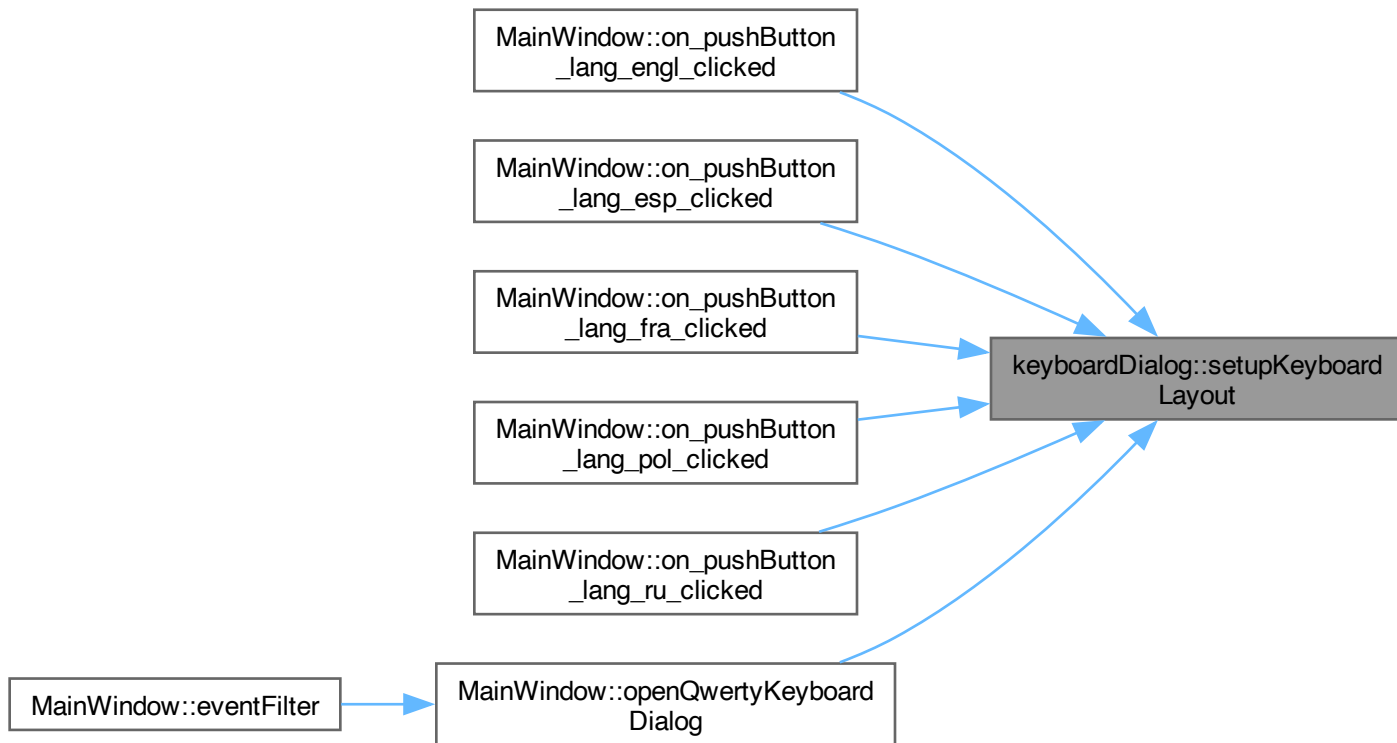 MainWindow::on_pushButton
_lang_engl_clicked
MainWindow::on_pushButton
_lang_esp_clicked
MainWindow::on_pushButton
_lang_fra_clicked
keyboardDialog::setupKeyboard
Layout
MainWindow::on_pushButton
_lang_pol_clicked
MainWindow::on_pushButton
_lang_ru_clicked
MainWindow::eventFilter
MainWindow::openQwertyKeyboard
Dialog